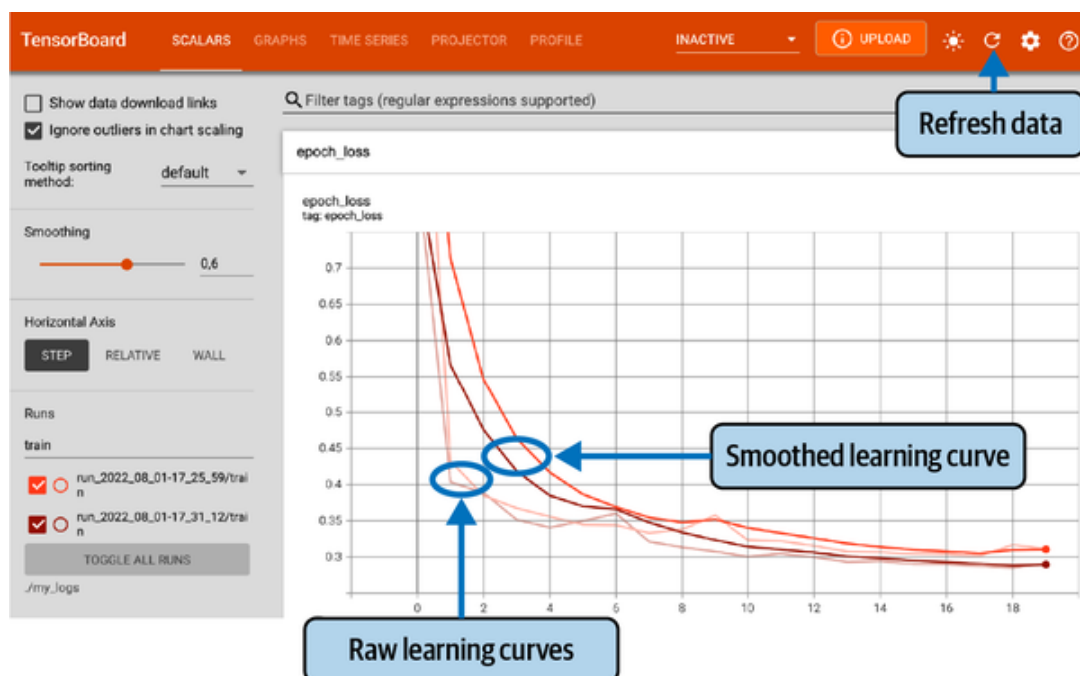 TensorBoard SCALARS GRAPHS TIME SERIES PROJECTOR PROFILE INACTIVE UPLOAD
Show data download links
Ignore outliers in chart scaling
Tooltip sorting
method:
default
Smoothing
0,6
Horizontal Axis
STEP RELATIVE WALL
Runs
train
run_2022_08_01-17_25_59/trai
n
run_2022_08_01-17_31_12/trai
n
TOGGLE ALL RUNS
./my_logs
Filter tags (regular expressions supported)
Refresh data
epoch_loss
epoch_loss
tag: epoch_loss
0.7
0.65
0.6
0.55
0.5
0.45
0.4
0.35
0.3
0 2 4 6 8 10 12 14 16 18
Smoothed learning curve
Raw learning curves